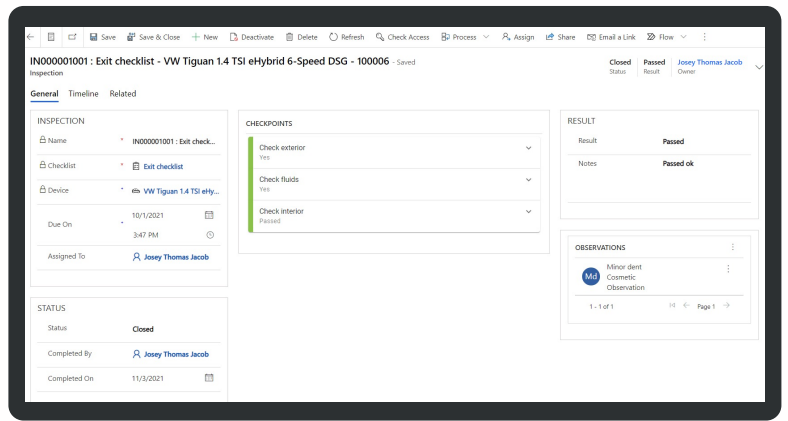 Save
Save & Close
New
Deactivate
Delete
Refresh
Check Access
Process
Assign
Share
Email a Link
Flow
IN000001001 : Exit checklist - VW Tiguan 1.4 TSI eHybrid 6-Speed DSG - 100006 - Saved
Inspection
Closed
Status
Passed
Result
Josey Thomas Jacob
Owner
General Timeline Related
INSPECTION
Name * IN000001001 : Exit check...
Checklist * Exit checklist
Device * VW Tiguan 1.4 TSI eHy...
Due On * 10/1/2021
3:47 PM
Assigned To Josey Thomas Jacob
STATUS
Status Closed
Completed By Josey Thomas Jacob
Completed On 11/3/2021
CHECKPOINTS
Check exterior
Yes
Check fluids
Yes
Check interior
Passed
RESULT
Result Passed
Notes Passed ok
OBSERVATIONS
Md
Minor dent
Cosmetic
Observation
1 - 1 of 1
Page 1